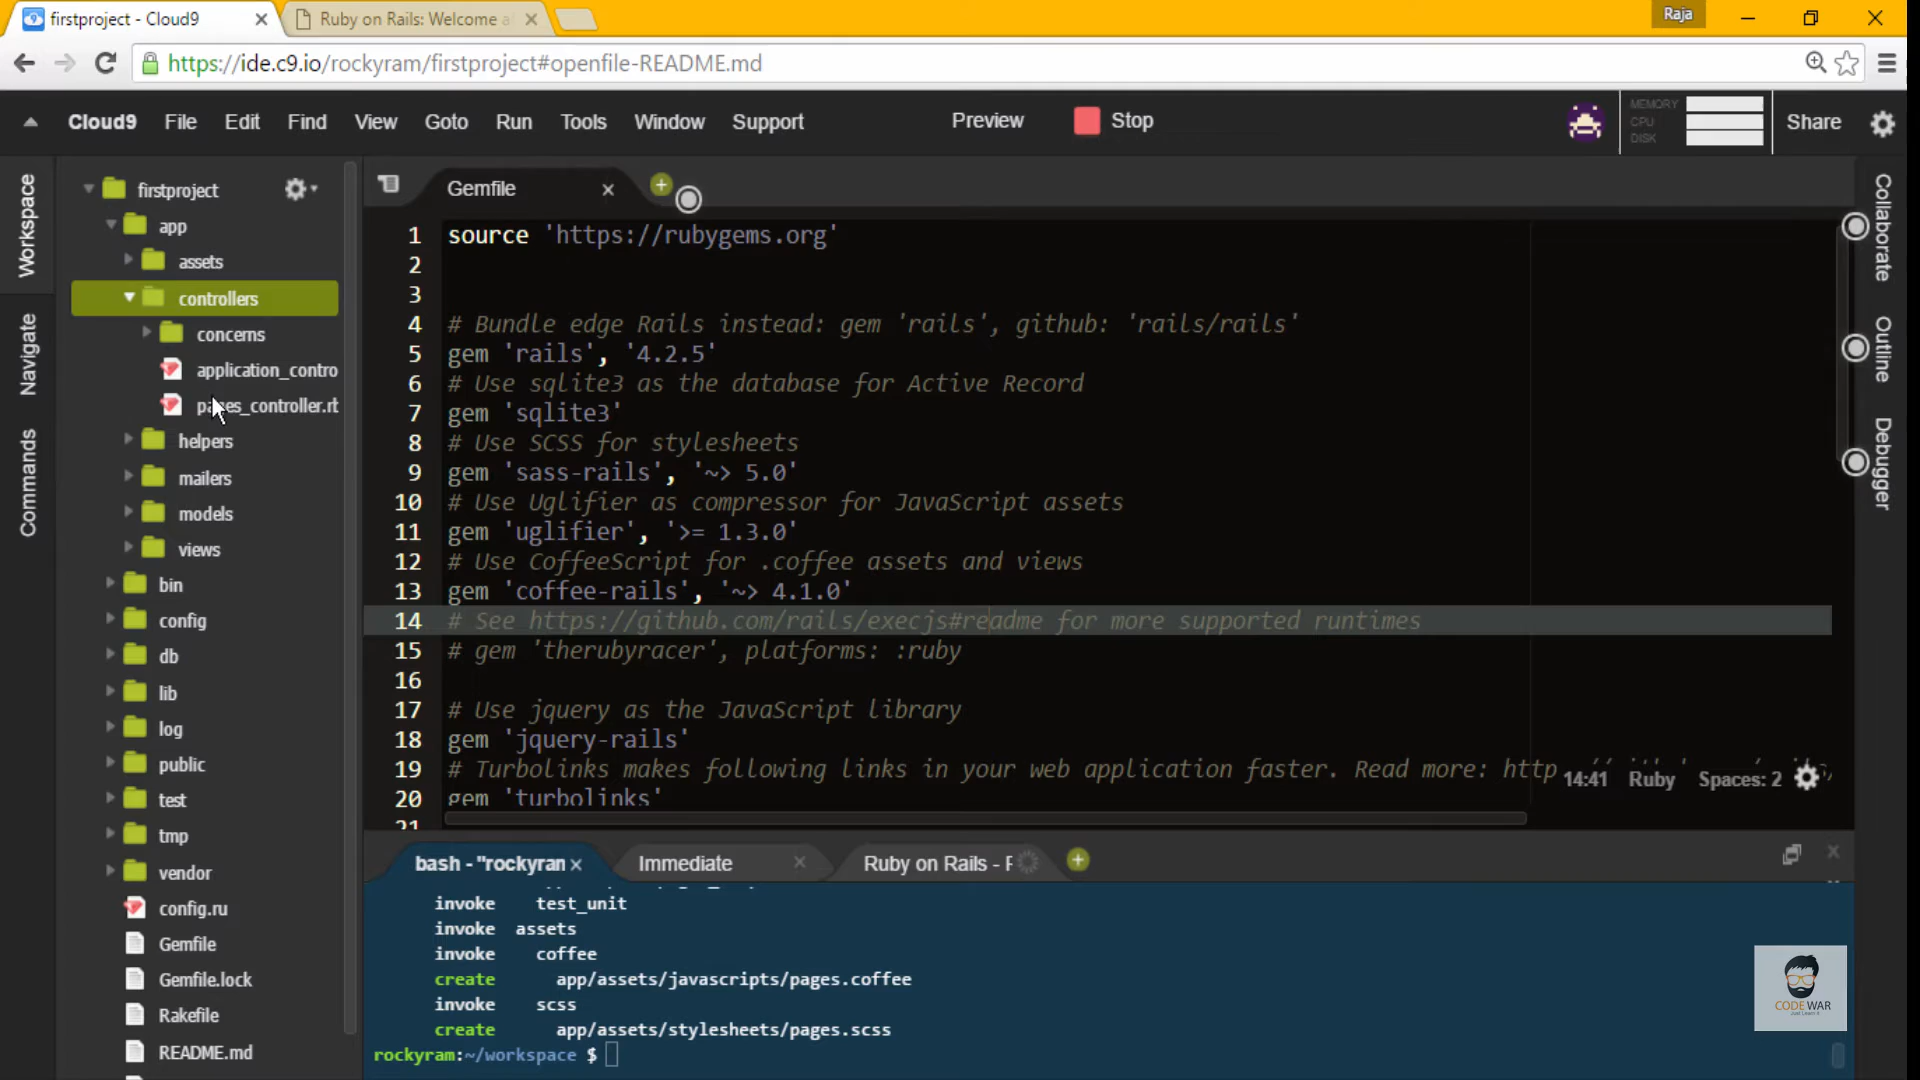 firstproject - Cloud9
Ruby on Rails: Welcome a
Raja
https://ide.c9.io/rockyram/firstproject#openfile-README.md
Cloud9 File Edit Find View Goto Run Tools Window Support Preview Stop MEMORY CPU DISK Share
Workspace
Navigate
Commands
firstproject
app
assets
controllers
concerns
application_contro
pages_controller.rb
helpers
mailers
models
views
bin
config
db
lib
log
public
test
tmp
vendor
config.ru
Gemfile
Gemfile.lock
Rakefile
README.md
Gemfile
1 source 'https://rubygems.org'
2
3
4 # Bundle edge Rails instead: gem 'rails', github: 'rails/rails'
5 gem 'rails', '4.2.5'
6 # Use sqlite3 as the database for Active Record
7 gem 'sqlite3'
8 # Use SCSS for stylesheets
9 gem 'sass-rails', '~> 5.0'
10 # Use Uglifier as compressor for JavaScript assets
11 gem 'uglifier', '>= 1.3.0'
12 # Use CoffeeScript for .coffee assets and views
13 gem 'coffee-rails', '~> 4.1.0'
14 # See https://github.com/rails/execjs#readme for more supported runtimes
15 # gem 'therubyracer', platforms: :ruby
16
17 # Use jquery as the JavaScript library
18 gem 'jquery-rails'
19 # Turbolinks makes following links in your web application faster. Read more: http
20 gem 'turbolinks'
21
14:41 Ruby Spaces: 2
Collaborate
Outline
Debugger
bash - "rockyran
Immediate
Ruby on Rails - F
invoke test_unit
invoke assets
invoke coffee
create app/assets/javascripts/pages.coffee
invoke scss
create app/assets/stylesheets/pages.scss
rockyram:~/workspace $
CODE WAR
Just Learn it